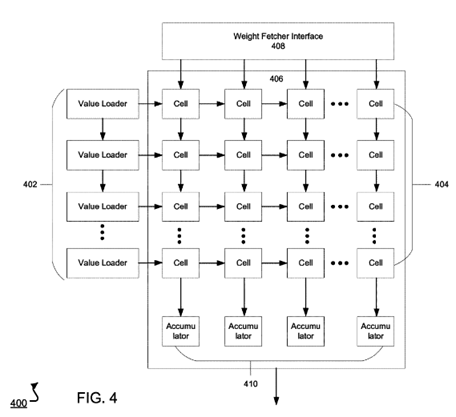 Weight Fetcher Interface
408
406
Value Loader
Cell
Cell
Cell
Cell
Value Loader
Cell
Cell
Cell
Cell
402
404
Value Loader
Cell
Cell
Cell
Cell
Value Loader
Cell
Cell
Cell
Cell
Accumu
lator
Accumu
lator
Accumu
lator
Accumu
lator
410
400
FIG. 4